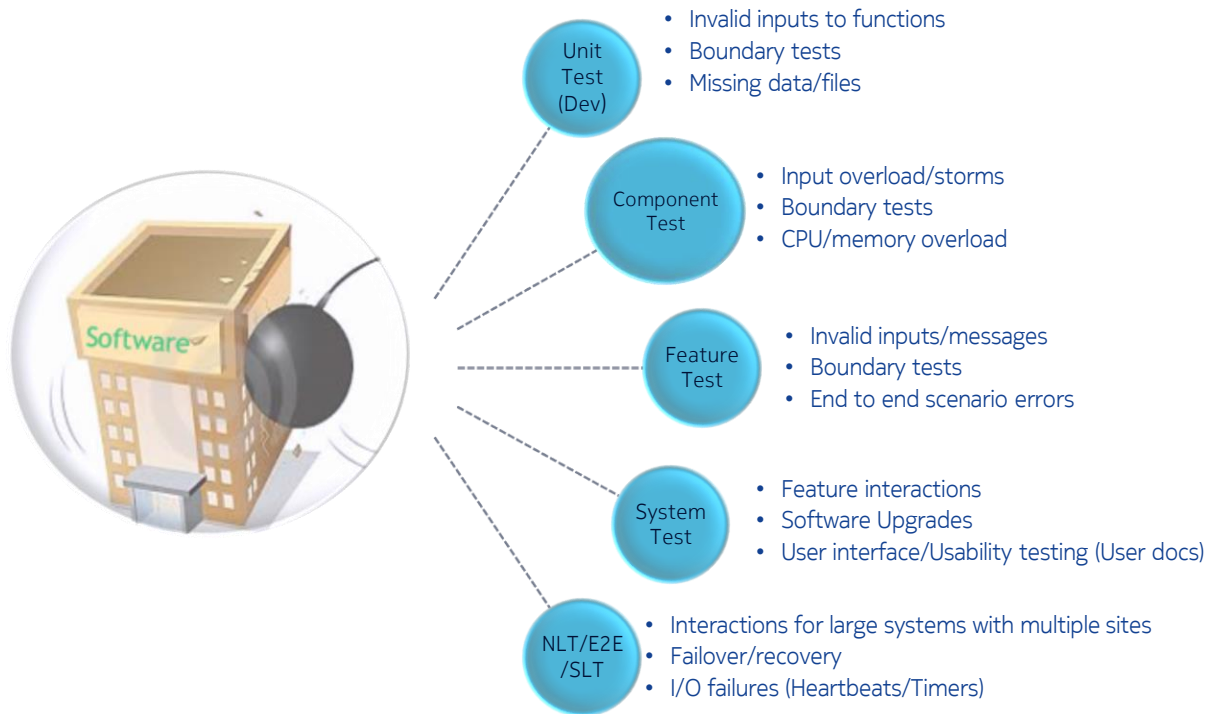 Unit
Test
(Dev)
• Invalid inputs to functions
• Boundary tests
• Missing data/files
Component
Test
• Input overload/storms
• Boundary tests
• CPU/memory overload
Software
Feature
Test
• Invalid inputs/messages
• Boundary tests
• End to end scenario errors
System
Test
• Feature interactions
• Software Upgrades
• User interface/Usability testing (User docs)
NLT/E2E
/SLT
• Interactions for large systems with multiple sites
• Failover/recovery
• I/O failures (Heartbeats/Timers)